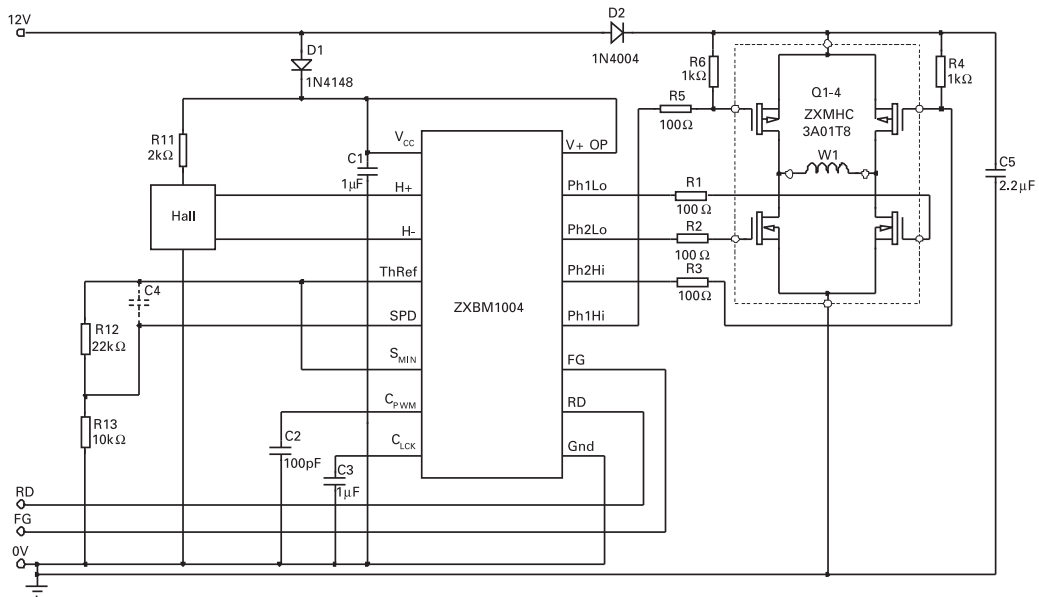 12V
D1
1N4148
D2
1N4004
R6
1kΩ
R4
1kΩ
R5
100Ω
Q1-4
ZXMHC
3A01T8
W1
C5
2.2μF
R11
2kΩ
Hall
C1
1μF
VCC
H+
H-
ThRef
SPD
SMIN
CPWM
CLCK
ZXBM1004
V+ OP
Ph1Lo
Ph2Lo
Ph2Hi
Ph1Hi
FG
RD
Gnd
R1
100 Ω
R2
100 Ω
R3
100Ω
C4
R12
22kΩ
R13
10kΩ
C2
100pF
C3
1μF
RD
FG
0V